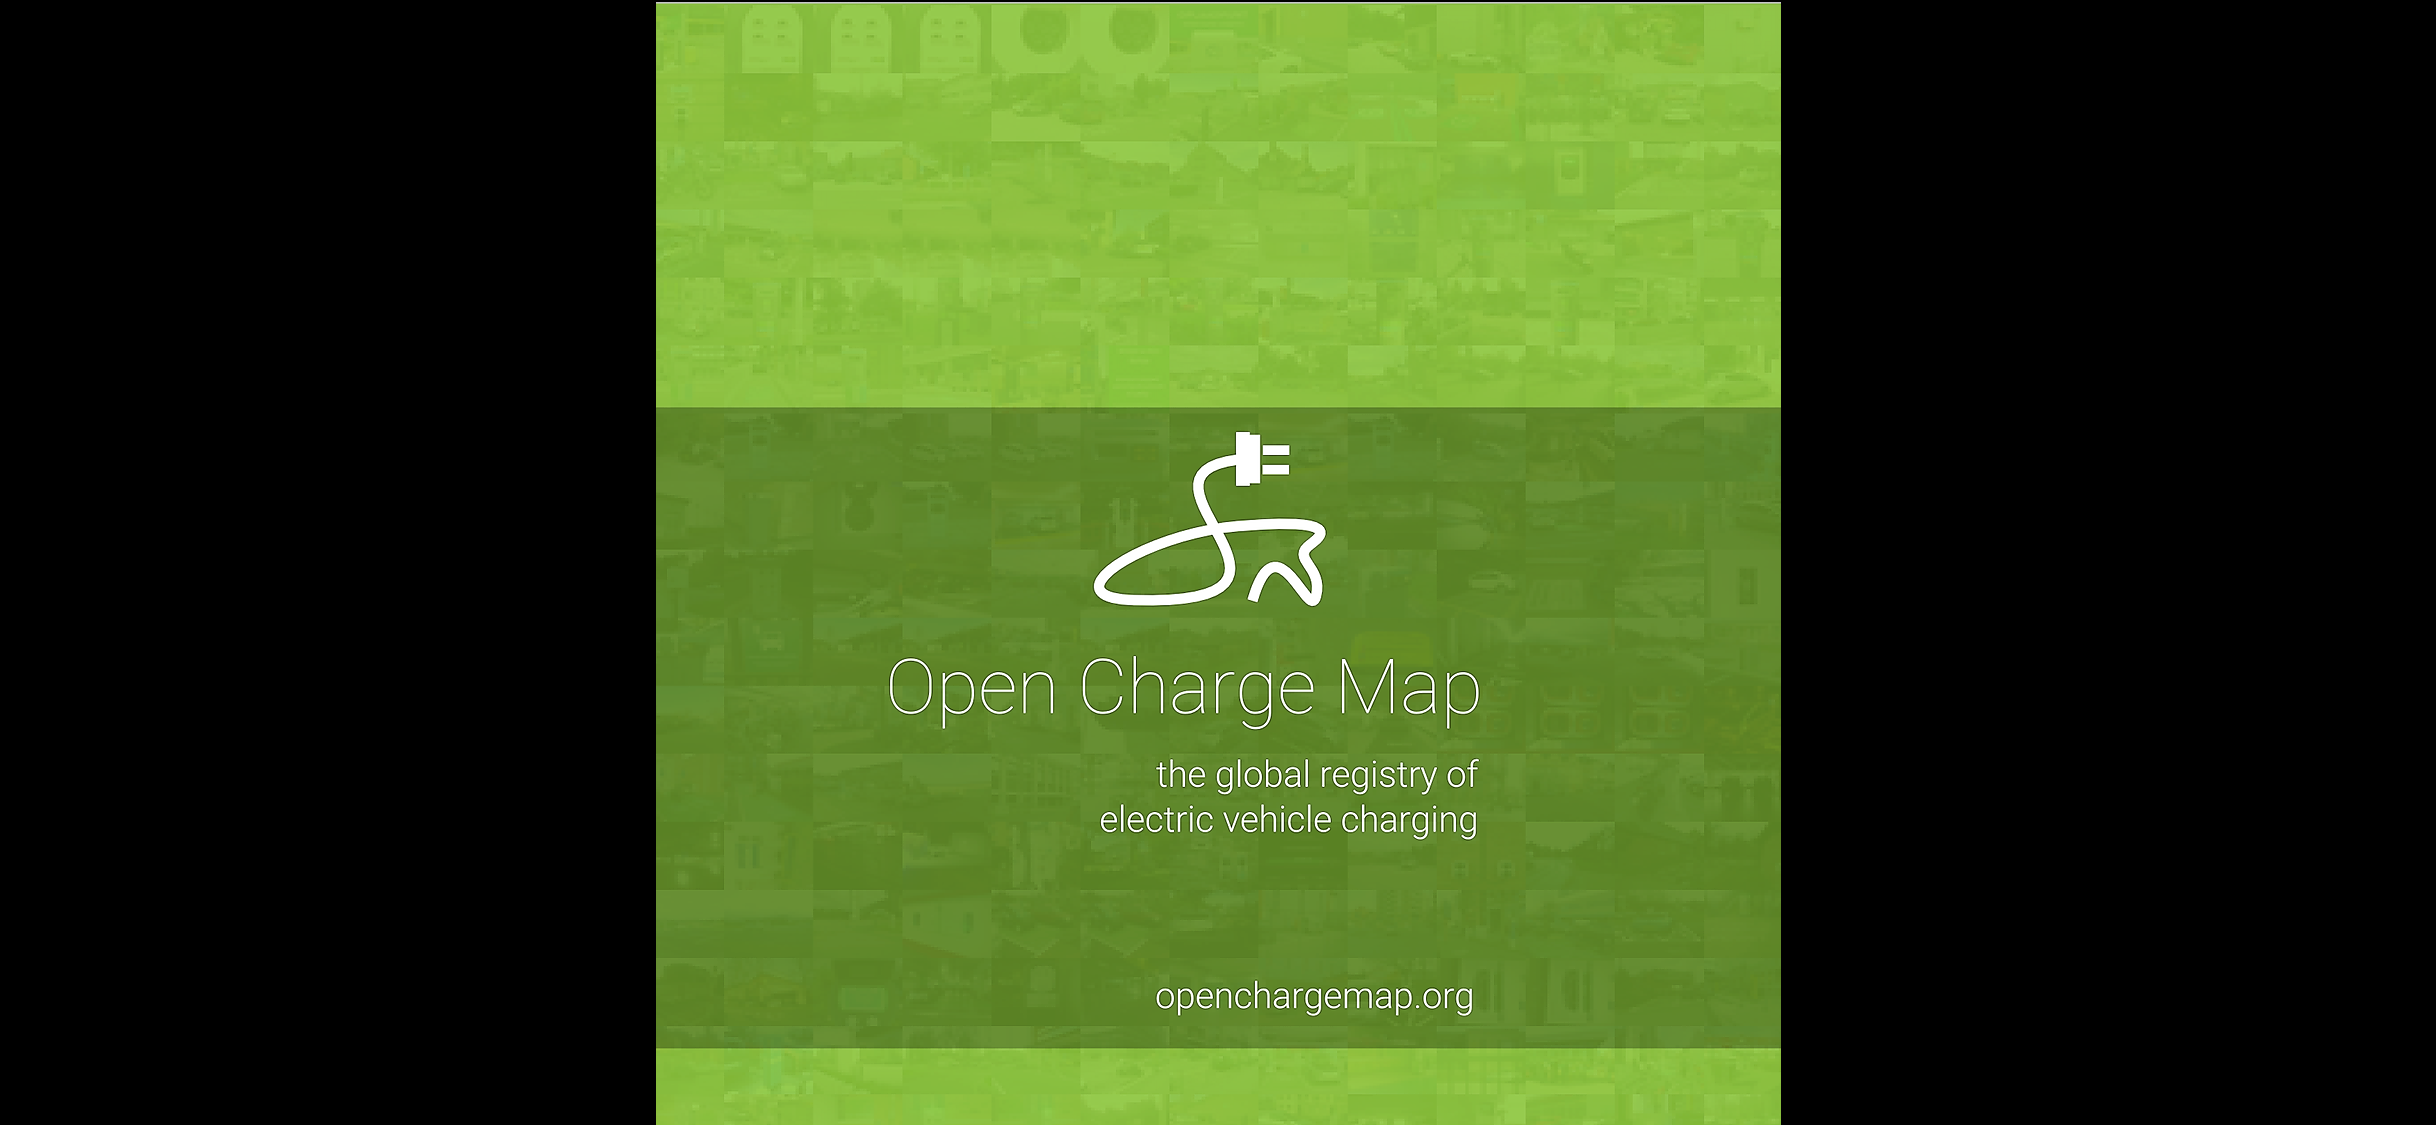 Open Charge Map
the global registry of
electric vehicle charging
openchargemap.org